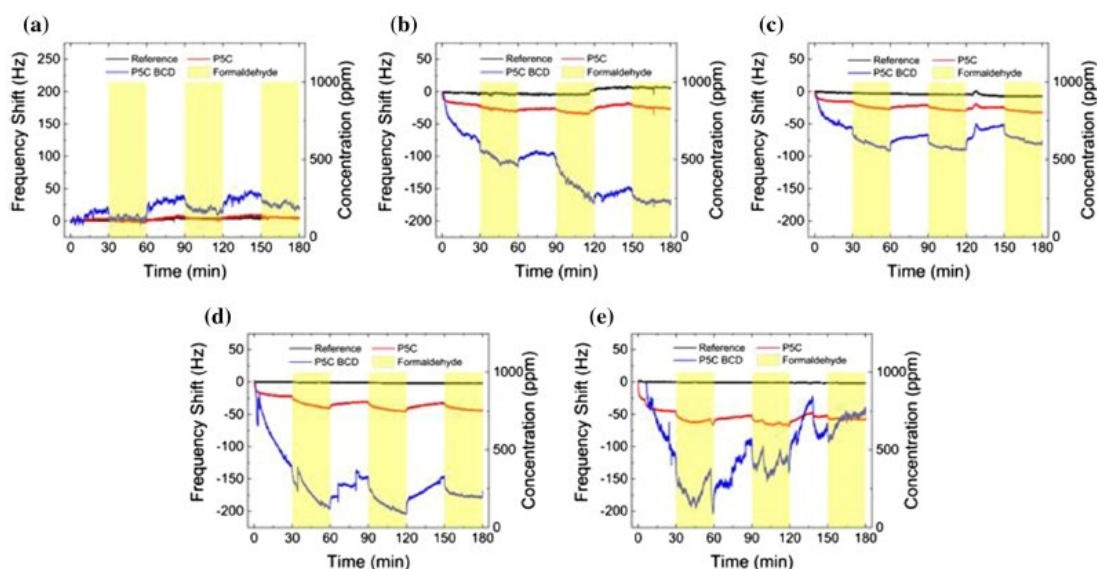 (a)
Reference P5C
P5C BCD Formaldehyde
Frequency Shift (Hz)
250
200
150
100
50
0
1000
500
0
Concentration (ppm)
0 30 60 90 120 150 180
Time (min)
(b)
Reference P5C
P5C BCD Formaldehyde
Frequency Shift (Hz)
50
0
-50
-100
-150
-200
1000
500
0
Concentration (ppm)
0 30 60 90 120 150 180
Time (min)
(c)
Reference P5C
P5C BCD Formaldehyde
Frequency Shift (Hz)
50
0
-50
-100
-150
-200
1000
500
0
Concentration (ppm)
0 30 60 90 120 150 180
Time (min)
(d)
Reference P5C
P5C BCD Formaldehyde
Frequency Shift (Hz)
50
0
-50
-100
-150
-200
1000
500
0
Concentration (ppm)
0 30 60 90 120 150 180
Time (min)
(e)
Reference P5C
P5C BCD Formaldehyde
Frequency Shift (Hz)
50
0
-50
-100
-150
-200
1000
500
0
Concentration (ppm)
0 30 60 90 120 150 180
Time (min)